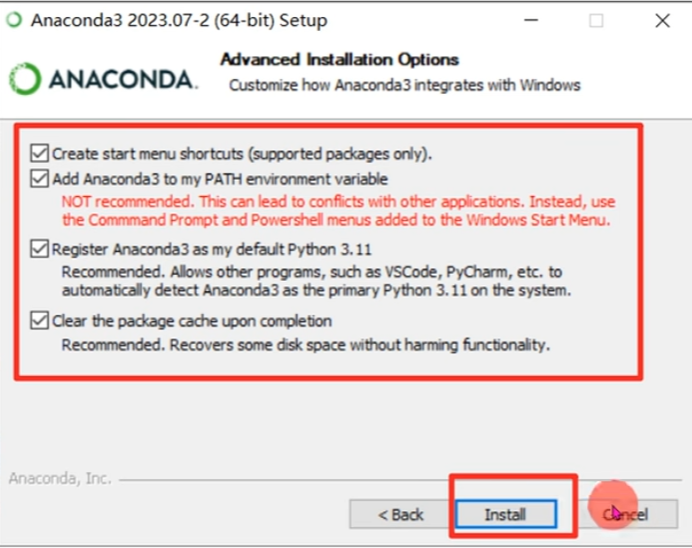 Anaconda3 2023.07-2 (64-bit) Setup
ANACONDA.
Advanced Installation Options
Customize how Anaconda3 integrates with Windows
Create start menu shortcuts (supported packages only).
Add Anaconda3 to my PATH environment variable
NOT recommended. This can lead to conflicts with other applications. Instead, use
the Commmand Prompt and Powershell menus added to the Windows Start Menu.
Register Anaconda3 as my default Python 3.11
Recommended. Allows other programs, such as VSCode, PyCharm, etc. to
automatically detect Anaconda3 as the primary Python 3.11 on the system.
Clear the package cache upon completion
Recommended. Recovers some disk space without harming functionality.
Anaconda, Inc.
< Back
Install
Cancel